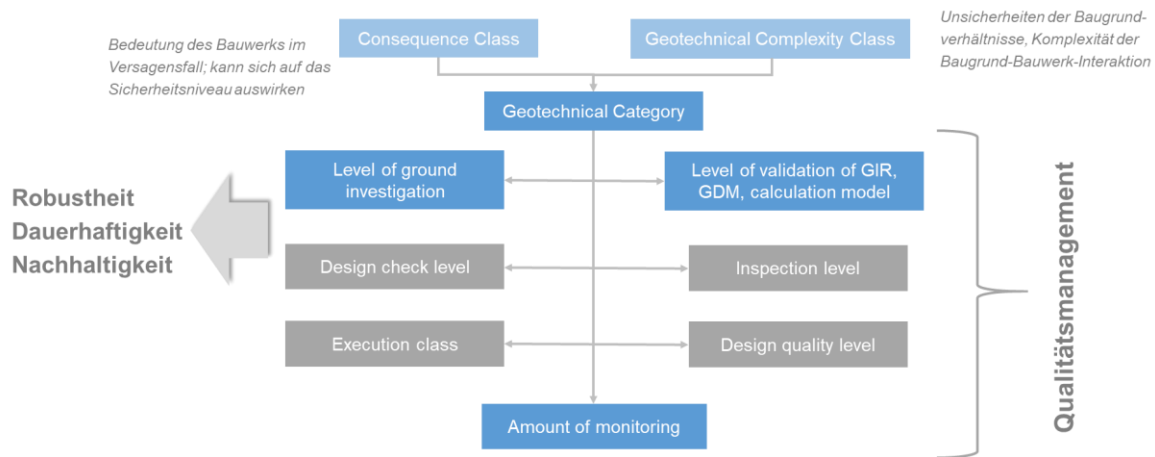 Bedeutung des Bauwerks im
Versagensfall; kann sich auf das
Sicherheitsniveau auswirken
Consequence Class
Geotechnical Complexity Class
Unsicherheiten der Baugrund-
verhältnisse, Komplexität der
Baugrund-Bauwerk-Interaktion
Geotechnical Category
Level of ground
investigation
Level of validation of GIR,
GDM, calculation model
Robustheit
Dauerhaftigkeit
Nachhaltigkeit
Design check level
Inspection level
Execution class
Design quality level
Amount of monitoring
Qualitätsmanagement